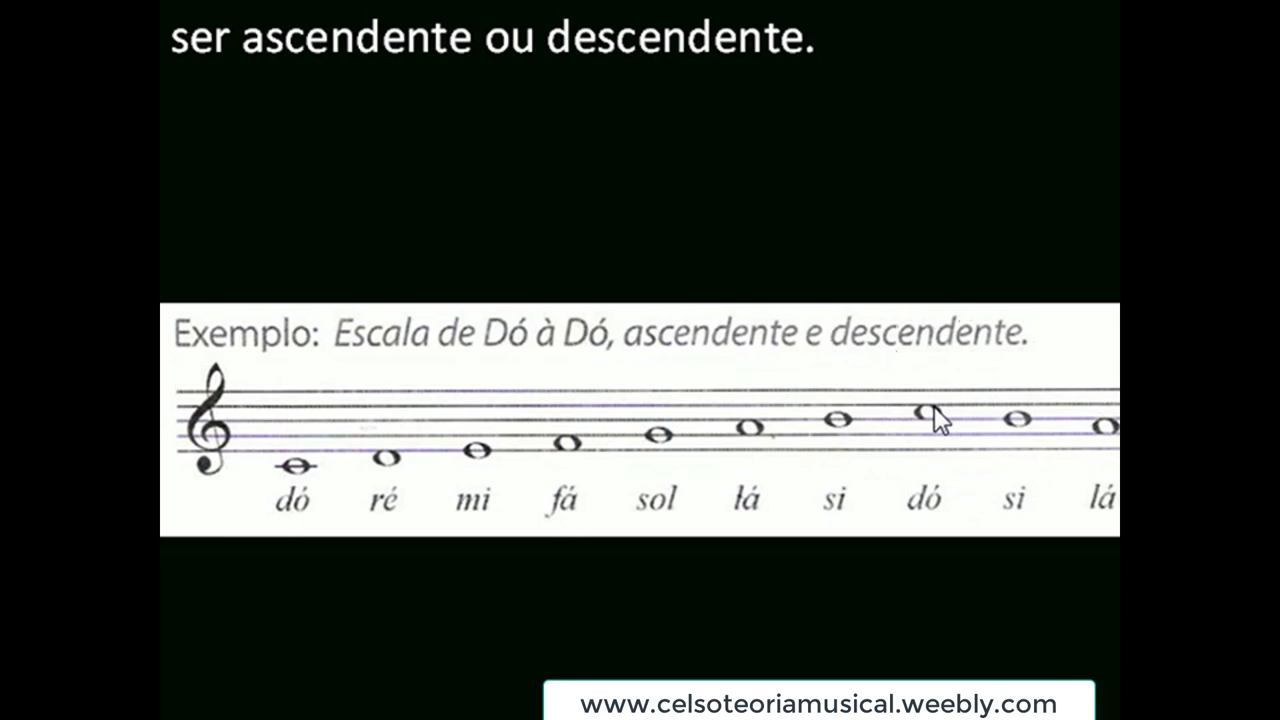 ser ascendente ou descendente.
Exemplo: Escala de Dó à Dó, ascendente e descendente.
dó ré mi fá sol lá si dó si lá
www.celsoteoriamusical.weebly.com